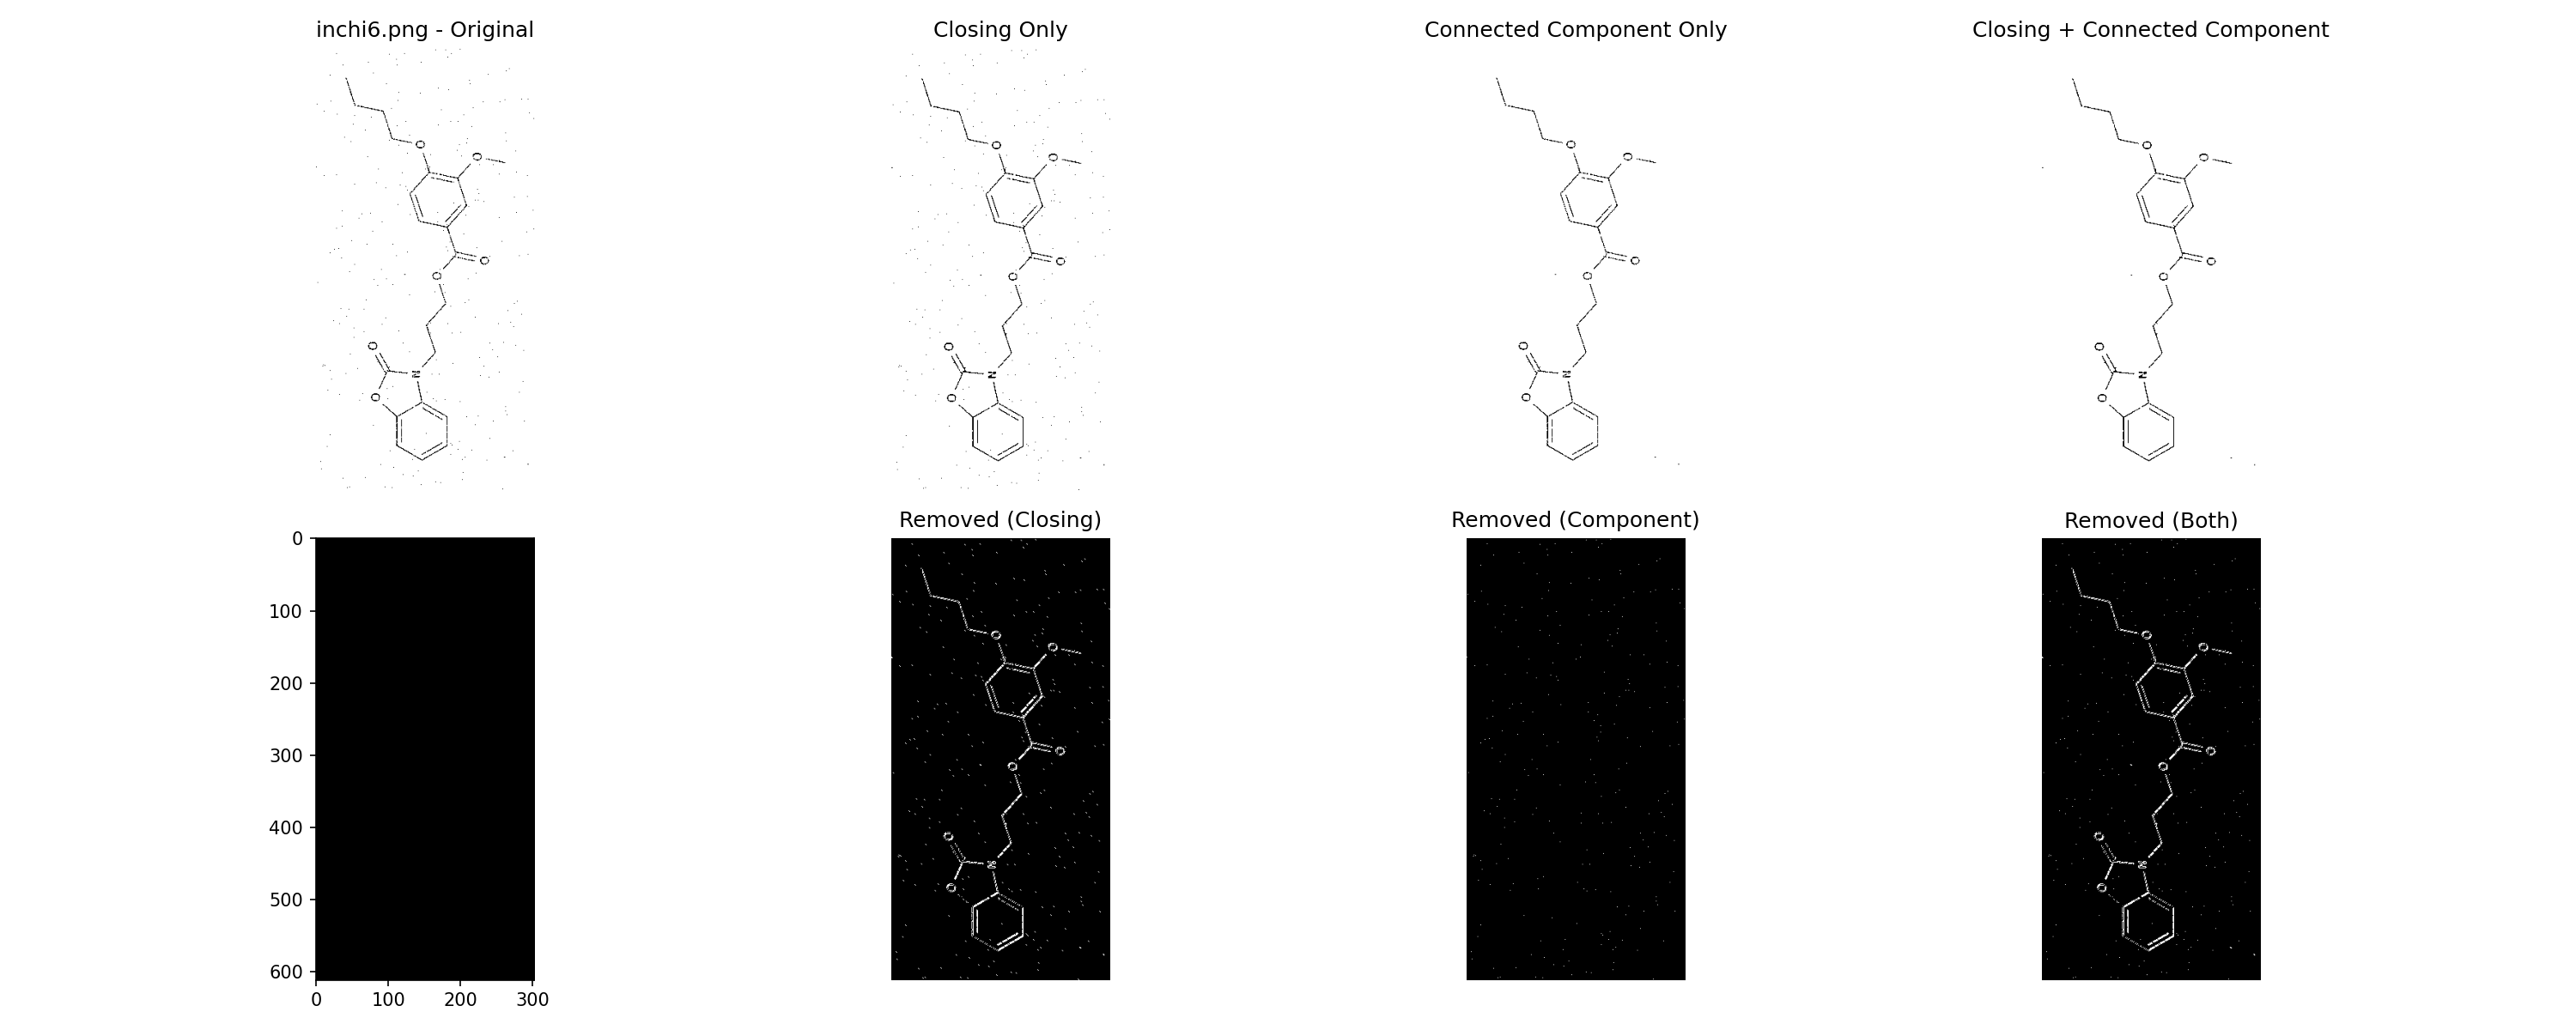 inchi6.png - Original
Closing Only
Connected Component Only
Closing + Connected Component
O
O
O
O
O
N
O
O
O
O
O
O
N
O
O
O
O
O
O
N
O
O
O
O
O
O
N
O
Removed (Closing)
Removed (Component)
Removed (Both)
0
100
200
300
400
500
600
0 100 200 300
O
O
O
O
O
N
O
O
O
O
O
O
N
O